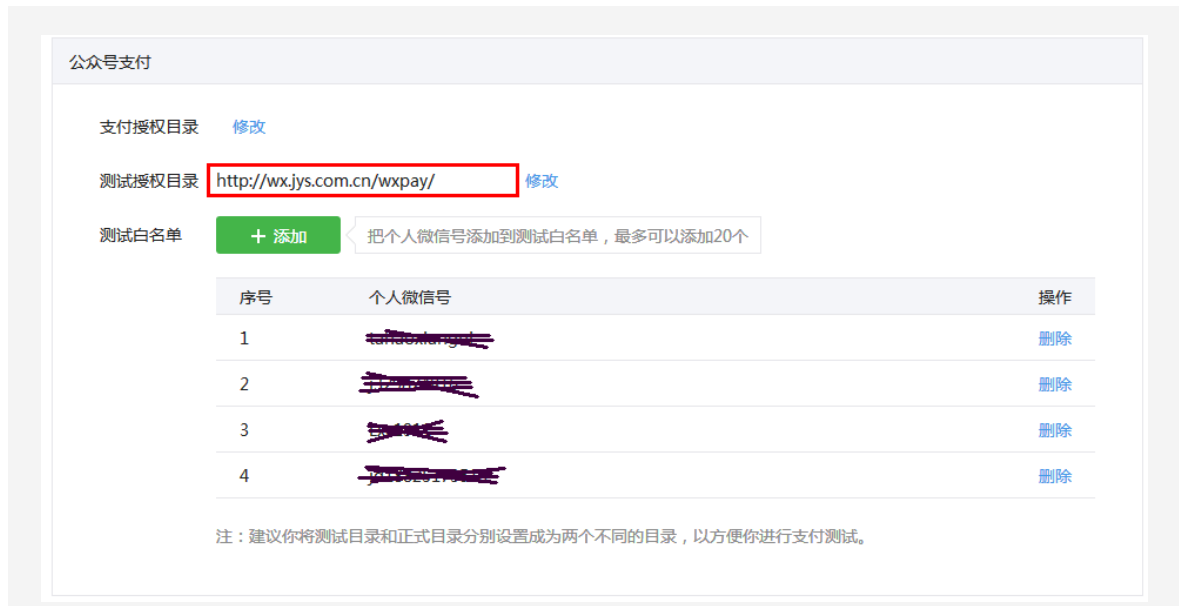 公众号支付
支付授权目录 修改
测试授权目录 http://wx.jys.com.cn/wxpay/ 修改
测试白名单 + 添加 把个人微信号添加到测试白名单，最多可以添加20个
序号 个人微信号 操作
1 删除
2 删除
3 删除
4 删除
注：建议你将测试目录和正式目录分别设置成为两个不同的目录，以方便你进行支付测试。